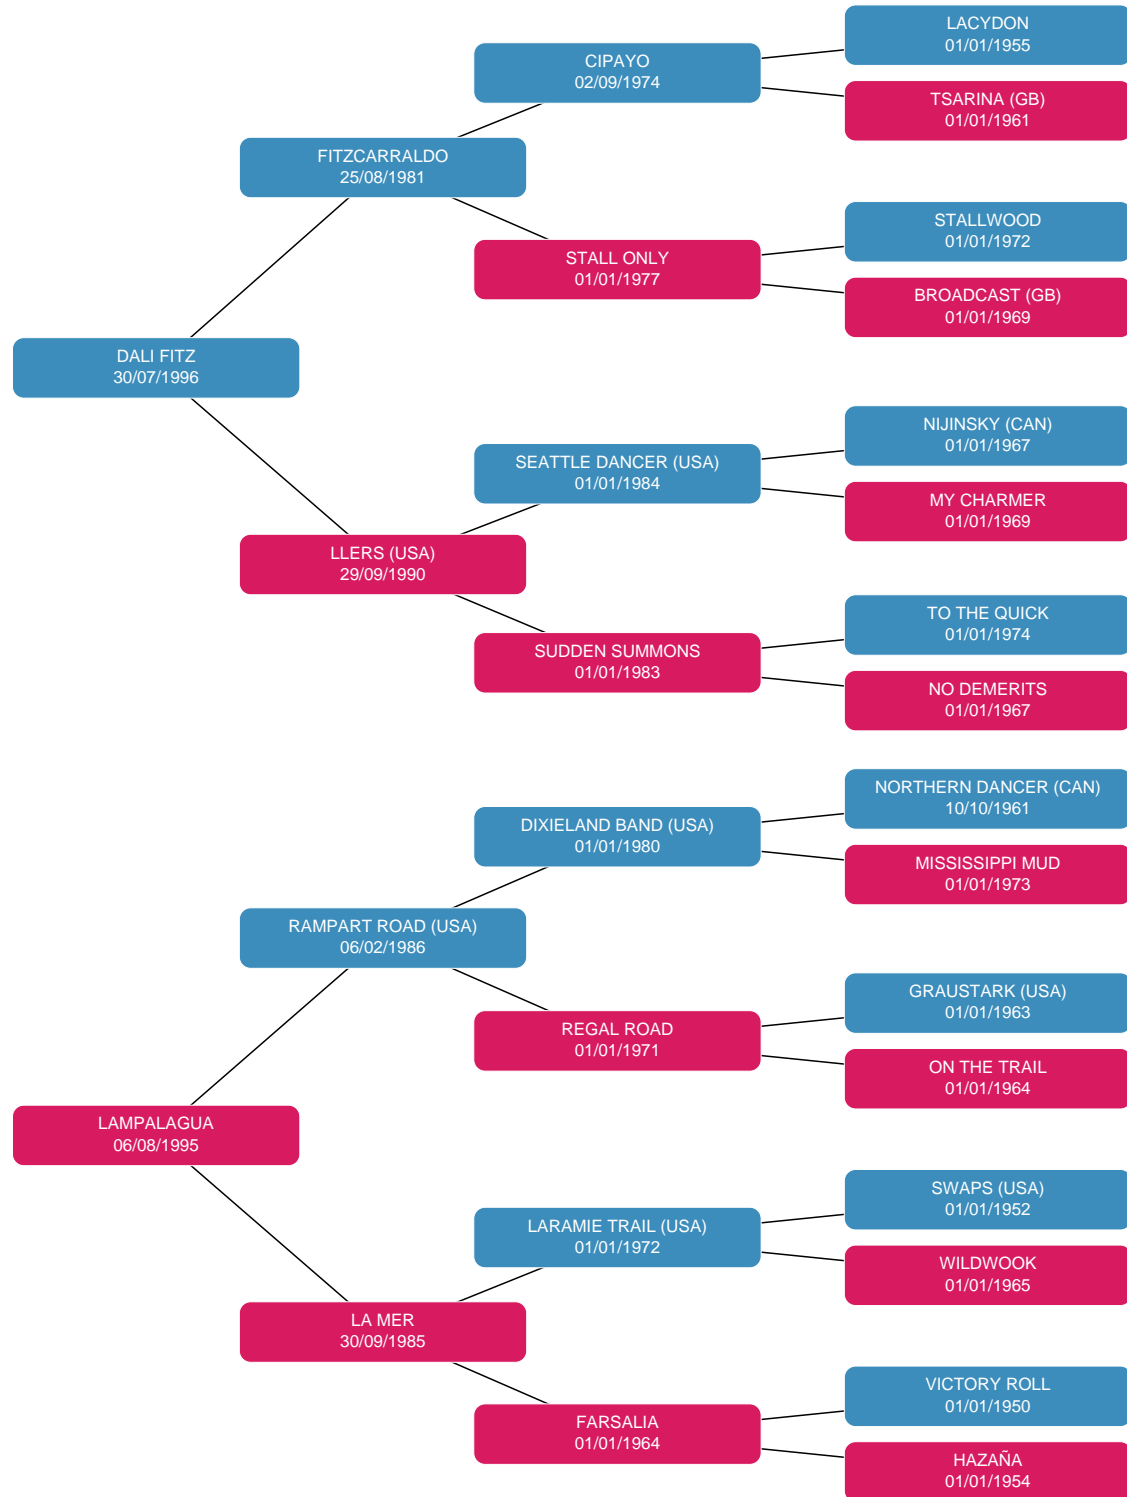 LACYDON
01/01/1955
CIPAYO
02/09/1974
TSARINA (GB)
01/01/1961
FITZCARRALDO
25/08/1981
STALLWOOD
01/01/1972
STALL ONLY
01/01/1977
BROADCAST (GB)
01/01/1969
DALI FITZ
30/07/1996
NIJINSKY (CAN)
01/01/1967
SEATTLE DANCER (USA)
01/01/1984
MY CHARMER
01/01/1969
LLERS (USA)
29/09/1990
TO THE QUICK
01/01/1974
SUDDEN SUMMONS
01/01/1983
NO DEMERITS
01/01/1967
NORTHERN DANCER (CAN)
10/10/1961
DIXIELAND BAND (USA)
01/01/1980
MISSISSIPPI MUD
01/01/1973
RAMPART ROAD (USA)
06/02/1986
GRAUSTARK (USA)
01/01/1963
REGAL ROAD
01/01/1971
ON THE TRAIL
01/01/1964
LAMPALAGUA
06/08/1995
SWAPS (USA)
01/01/1952
LARAMIE TRAIL (USA)
01/01/1972
WILDWOOK
01/01/1965
LA MER
30/09/1985
VICTORY ROLL
01/01/1950
FARSALIA
01/01/1964
HAZAÑA
01/01/1954